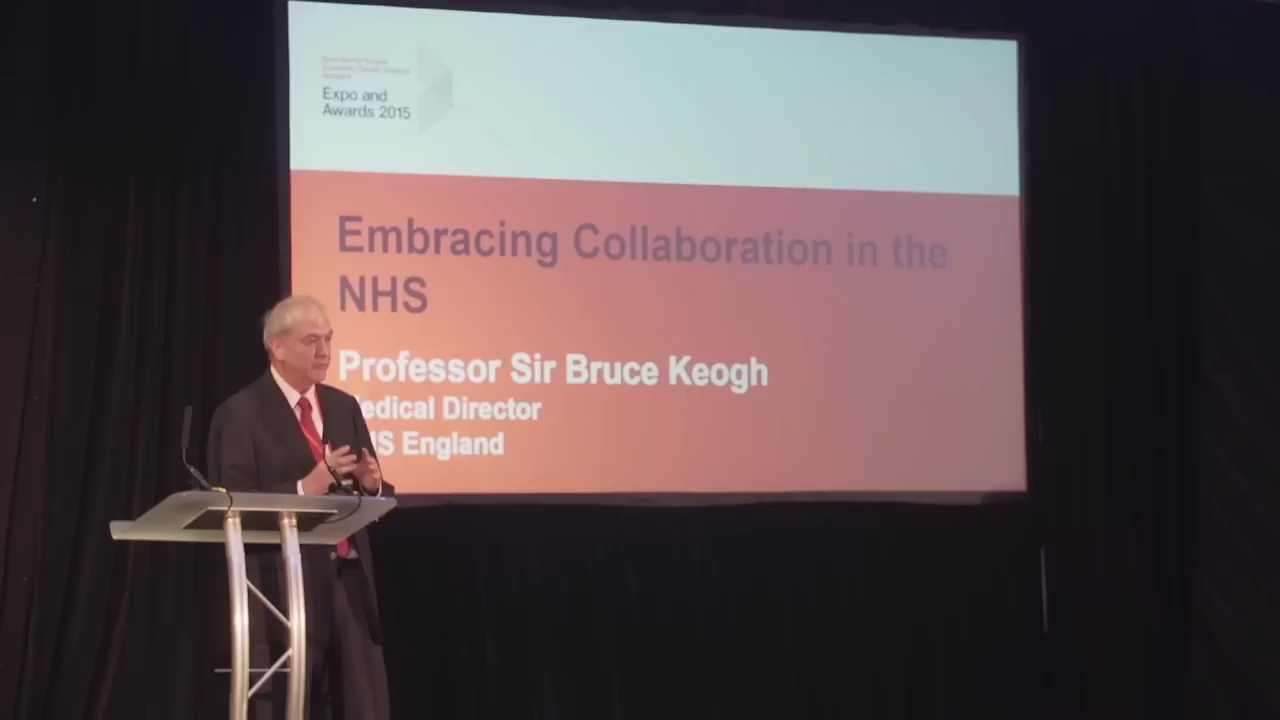 Expo and
Awards 2015
Embracing Collaboration in the
NHS
Professor Sir Bruce Keogh
edical Director
S England